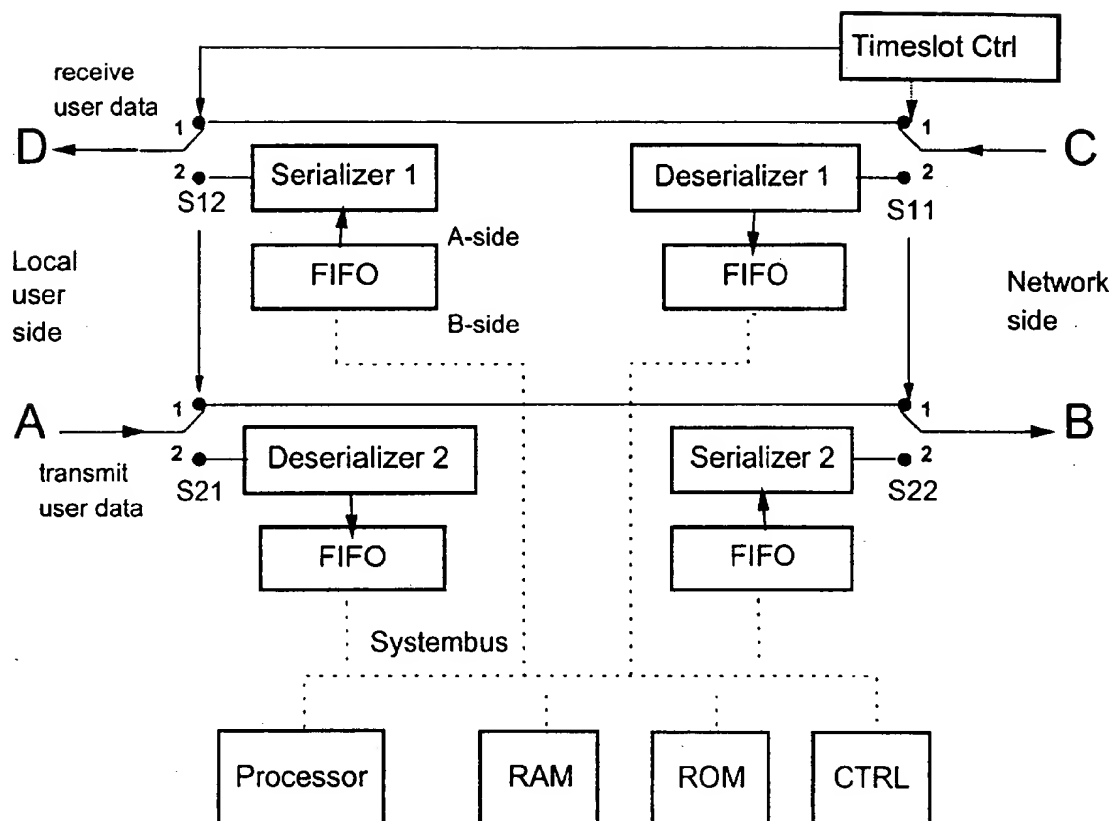 Timeslot Ctrl
receive
user data
1
1
D
C
2
Serializer 1
Deserializer 1
2
S12
S11
A-side
FIFO
FIFO
Local
user
side
Network
side
B-side
1
1
A
B
2
Deserializer 2
Serializer 2
2
transmit
user data
S21
S22
FIFO
FIFO
Systembus
Processor
RAM
ROM
CTRL